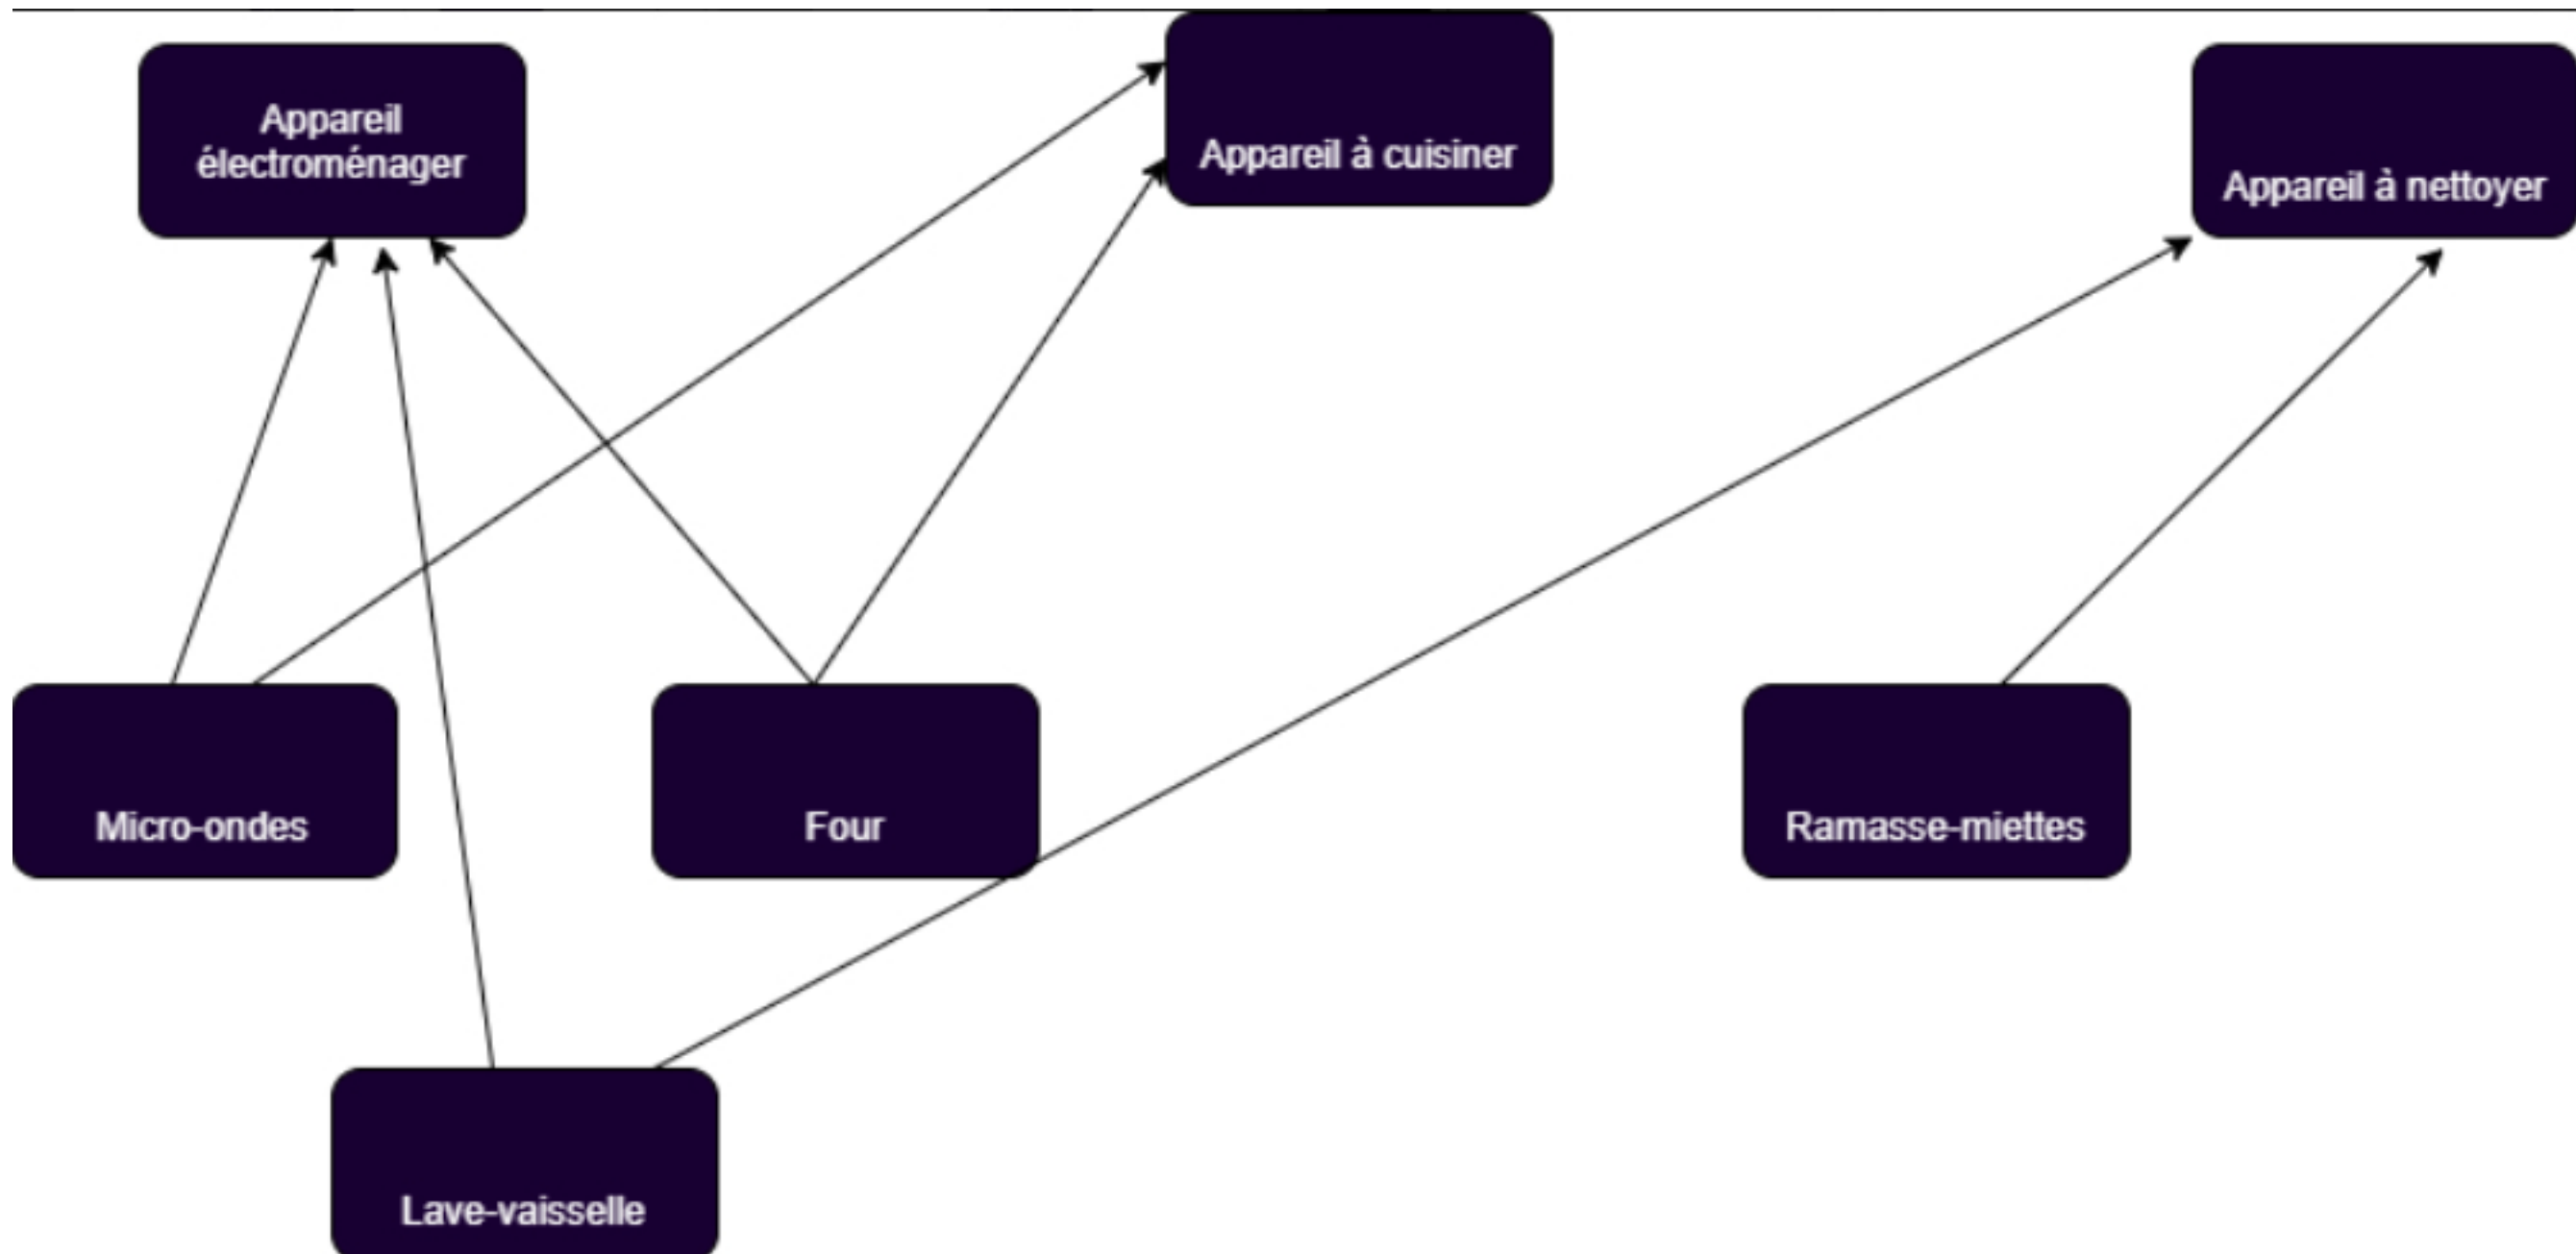 Appareil
électroménager
Appareil à cuisiner
Appareil à nettoyer
Micro-ondes
Four
Ramasse-miettes
Lave-vaisselle